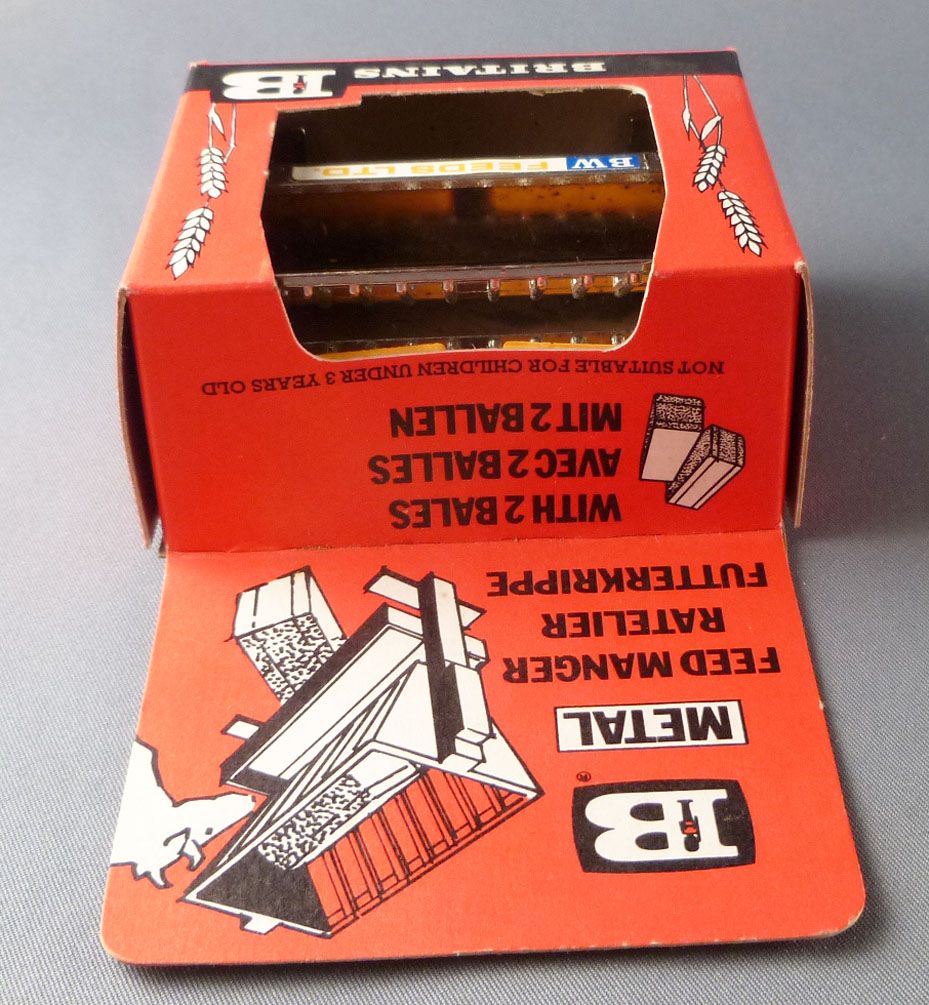 B
®
METAL
FEED MANGER
RATELIER
FUTTERKRIPPE
WITH 2 BALES
AVEC 2 BALLES
MIT 2 BALLEN
NOT SUITABLE FOR CHILDREN UNDER 3 YEARS OLD
BW FEEDS LTD.
B BRITAINS